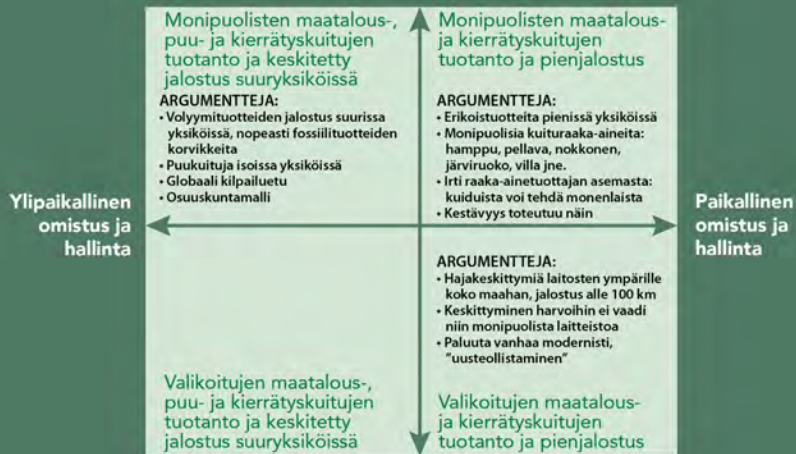 Monipuolisten maatalous-,
puu- ja kierrätyskuitujen
tuotanto ja keskitetty
jalostus suuryksiköissä
ARGUMENTTEJA:
• Volyymituotteiden jalostus suurissa
yksiköissä, nopeasti fossiilituotteiden
korvikkeita
• Puukuituja isoissa yksiköissä
• Globaali kilpailuetu
• Osuuskuntamalli
Monipuolisten maatalous-
ja kierrätyskuitujen
tuotanto ja pienjalostus
ARGUMENTTEJA:
• Erikoistuotteita pienissä yksiköissä
• Monipuolisia kuituraaka-aineita:
hamppu, pellava, nokkonen,
järviruoko, villa jne.
• Irti raaka-ainetuottajan asemasta:
kuiduista voi tehdä monenlaista
• Kestävyys toteutuu näin
Ylipaikallinen
omistus ja
hallinta
Paikallinen
omistus ja
hallinta
ARGUMENTTEJA:
• Hajakeskittymiä laitosten ympärille
koko maahan, jalostus alle 100 km
• Keskittyminen harvoihin ei vaadi
niin monipuolista laitteistoa
• Paluuta vanhaa modernisti,
"uusteollistaminen"
Valikoitujen maatalous-,
puu- ja kierrätyskuitujen
tuotanto ja keskitetty
jalostus suuryksiköissä
Valikoitujen maatalous-
ja kierrätyskuitujen
tuotanto ja pienjalostus